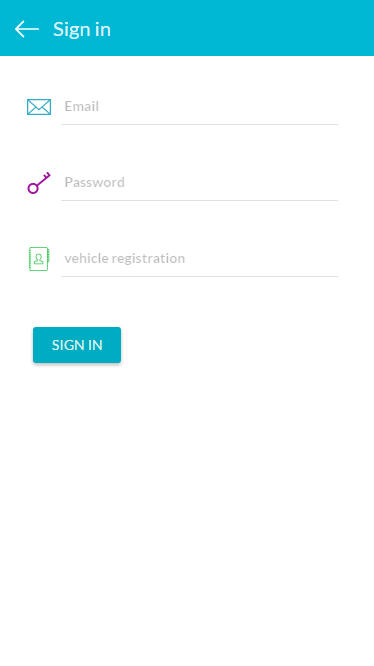 Sign in
Email
Password
vehicle registration
SIGN IN